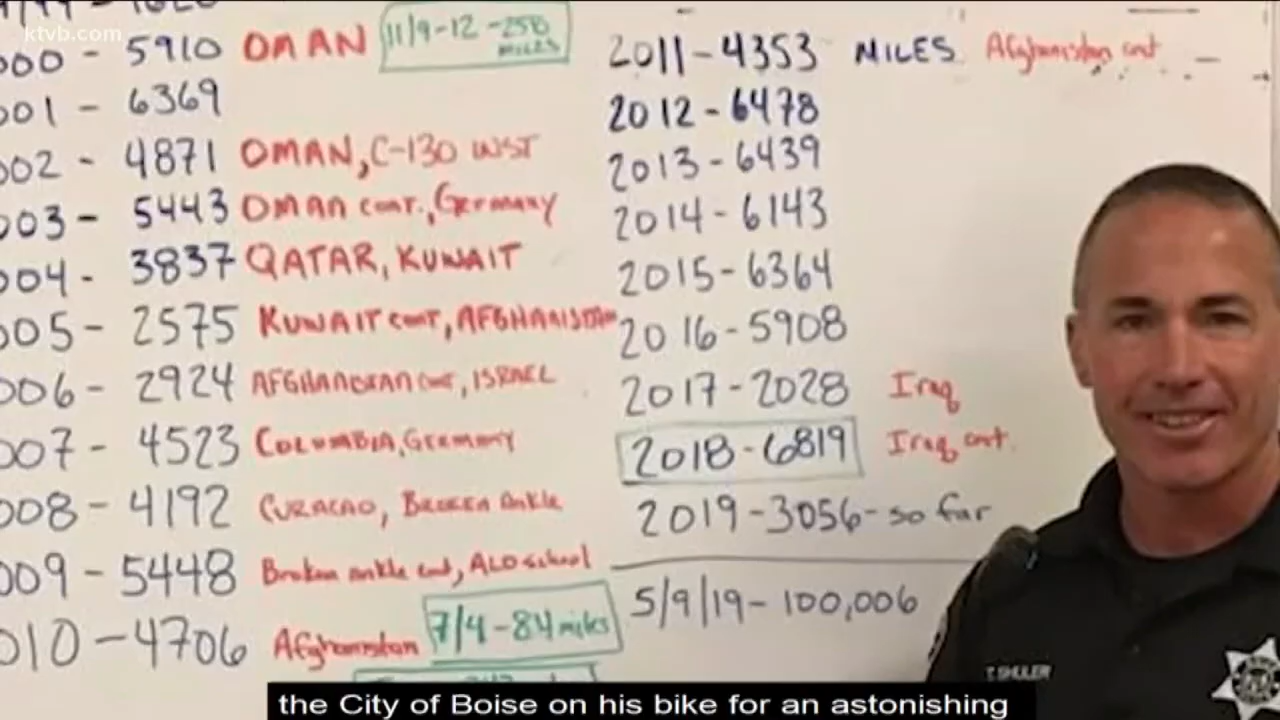 ktvb.com
000 - 5910 OMAN 11/9-12 -250
MILES
001 - 6369
002 - 4871 OMAN, C-130 WST
003 - 5443 OMAN cont., Germany
004 - 3837 QATAR, KUWAIT
005 - 2575 KUWAIT cont, AFGHANISTAN
006 - 2924 AFGHANISTAN cont, ISRAEL
007 - 4523 COLUMBIA, Germany
008 - 4192 CURACAO, BROKEN Ankle
009 - 5448 Broken ankle cont, ALO school
010 - 4706 Afghanistan 7/4-84 miles
2011 - 4353 MILES Afghanistan cont
2012 - 6478
2013 - 6439
2014 - 6143
2015 - 6364
2016 - 5908
2017 - 2028 Iraq
2018 - 6819 Iraq cont.
2019 - 3056 - so far
5/9/19 - 100,006
T. SHULER
the City of Boise on his bike for an astonishing